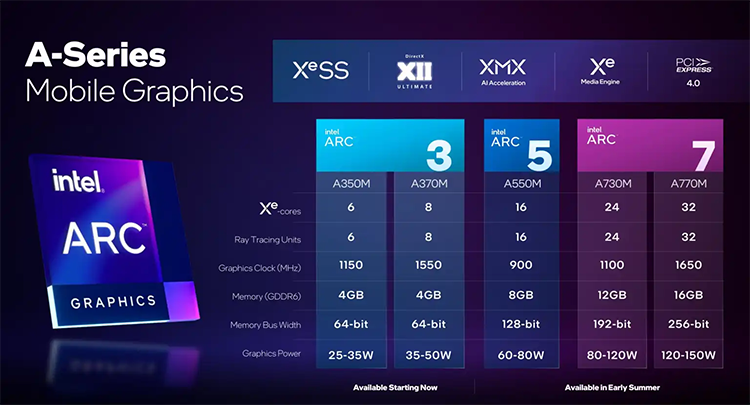 A-Series
Mobile Graphics
XeSS
DirectX
XII
ULTIMATE
XMX
AI Acceleration
Xe
Media Engine
PCI
EXPRESS®
4.0
intel
ARC™
GRAPHICS
intel
ARC™
3
intel
ARC™
5
intel
ARC™
7
A350M A370M A550M A730M A770M
Xe-cores 6 8 16 24 32
Ray Tracing Units 6 8 16 24 32
Graphics Clock (MHz) 1150 1550 900 1100 1650
Memory (GDDR6) 4GB 4GB 8GB 12GB 16GB
Memory Bus Width 64-bit 64-bit 128-bit 192-bit 256-bit
Graphics Power 25-35W 35-50W 60-80W 80-120W 120-150W
Available Starting Now Available in Early Summer